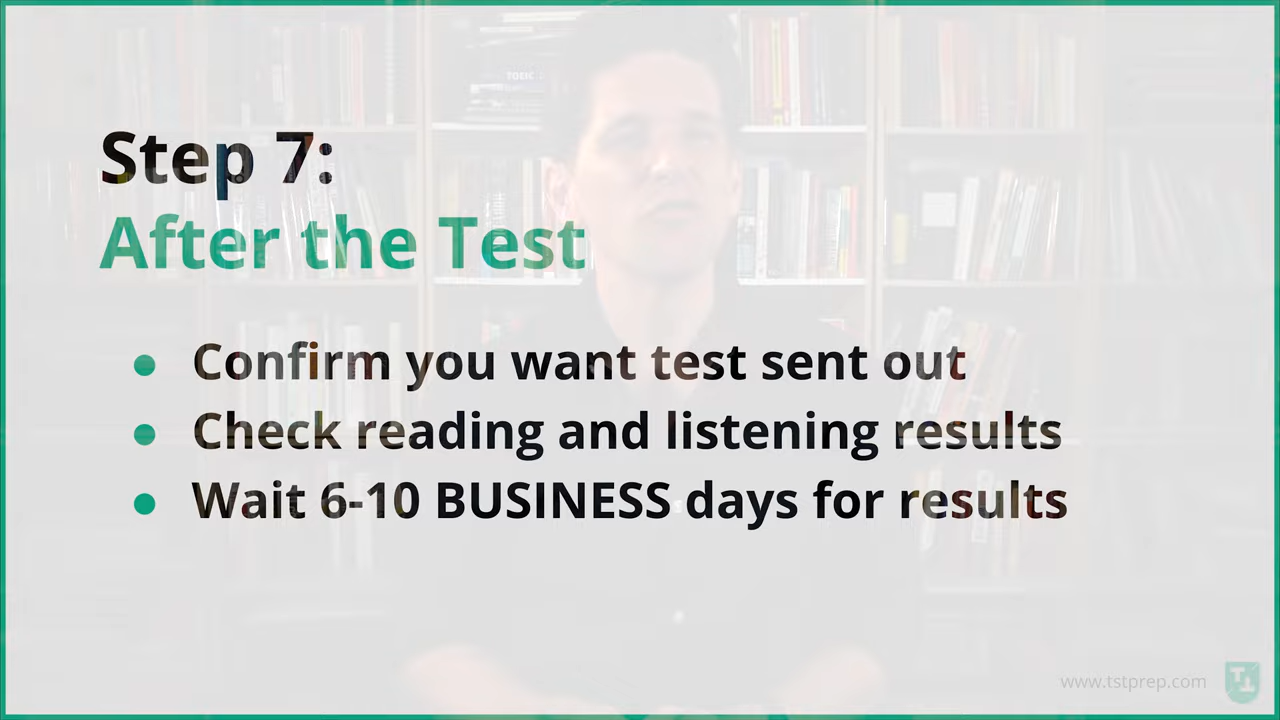 TOEIC
Step 7:
After the Test
Confirm you want test sent out
Check reading and listening results
Wait 6-10 BUSINESS days for results
www.tstprep.com